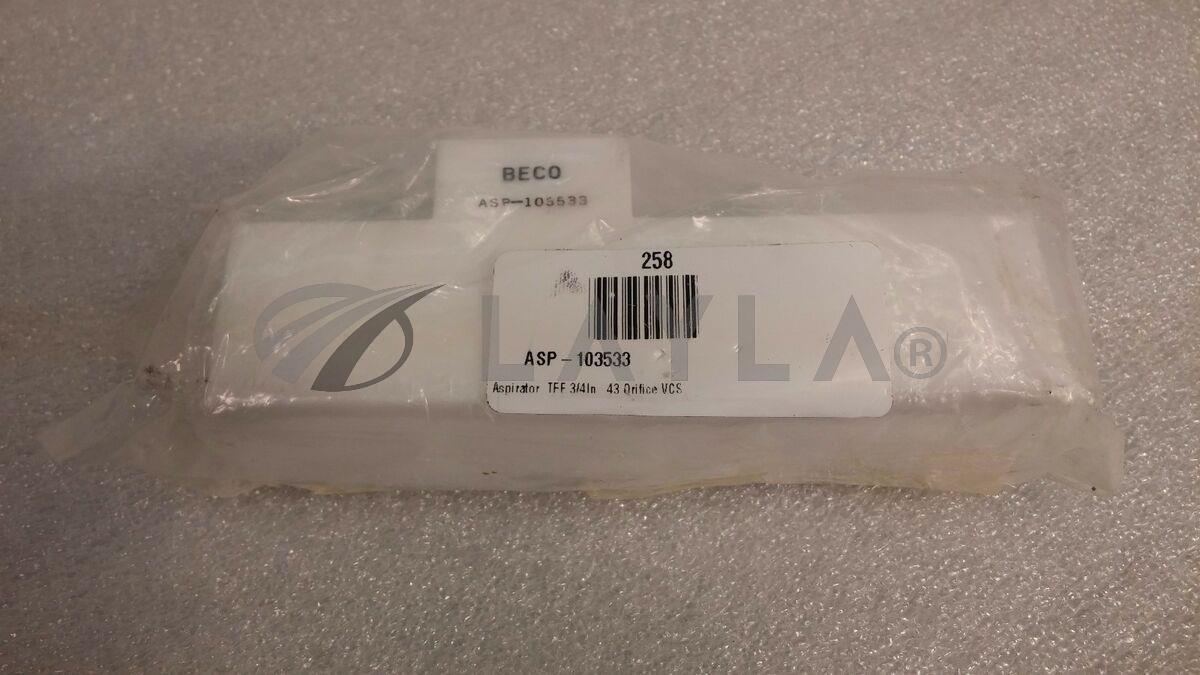 BECO
ASP-103533
258
LAYLA®
ASP-103533
Aspirator TFE 3/4In .43 Orifice VCS